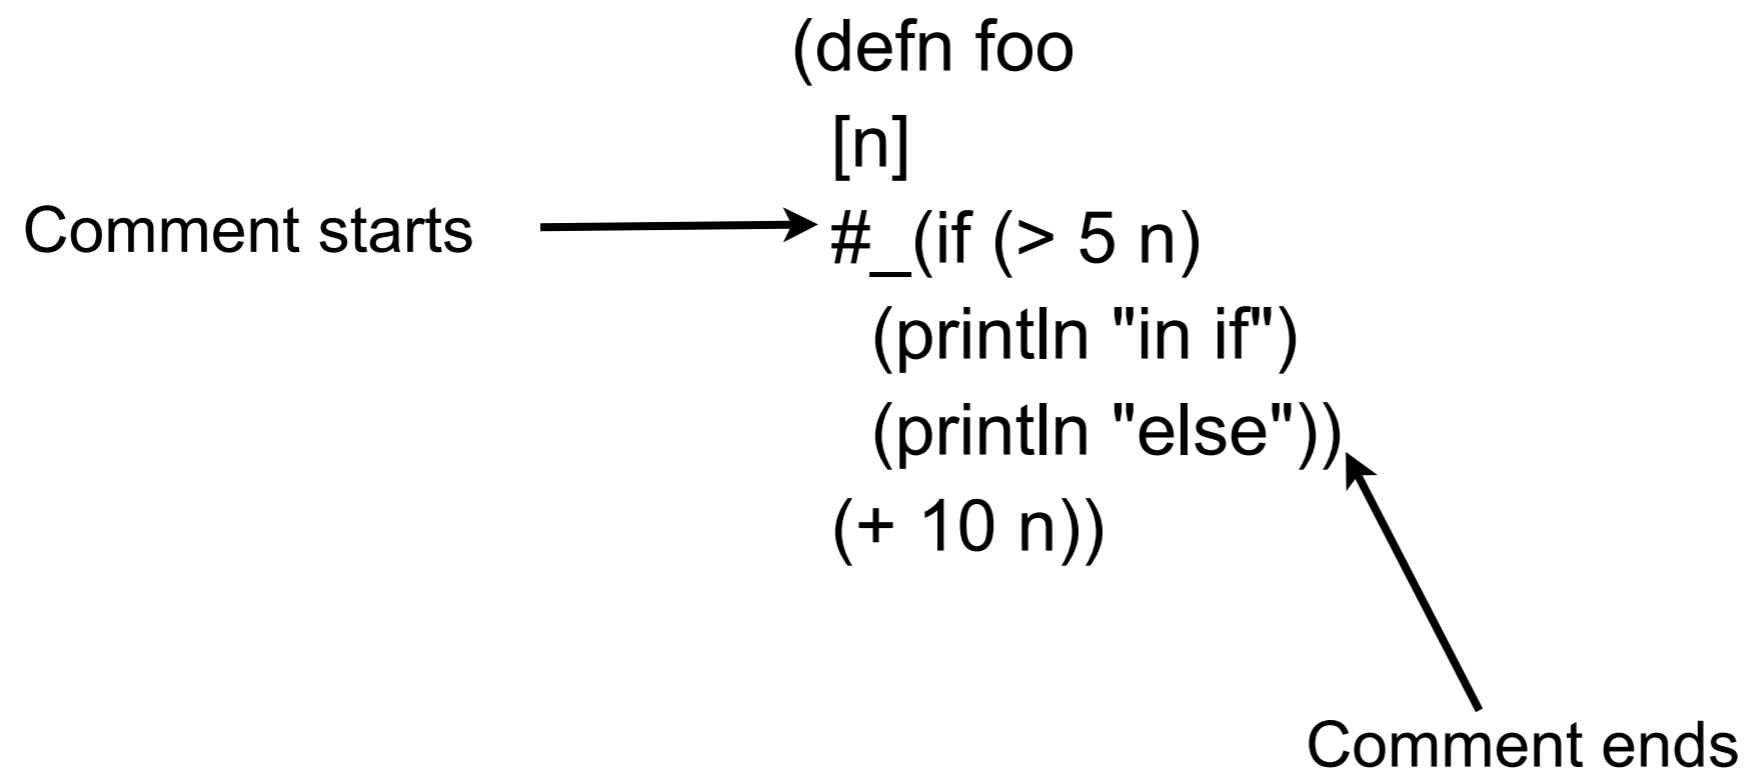 (defn foo
[n]
Comment starts
#_(if (> 5 n)
(println "in if")
(println "else"))
(+ 10 n))
Comment ends